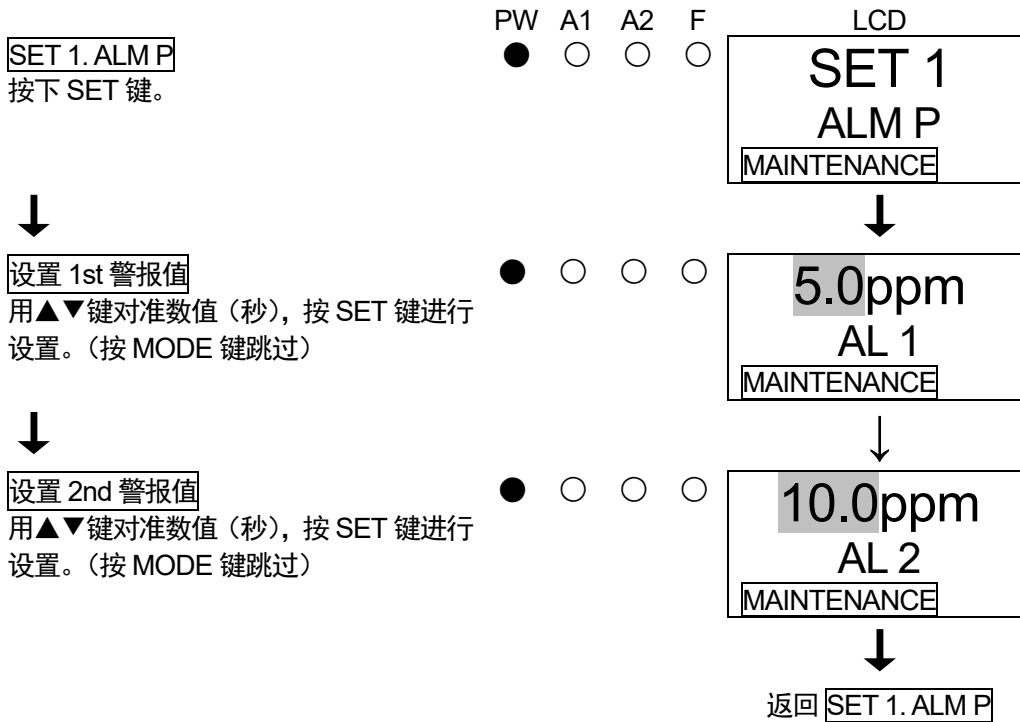 PW A1 A2 F LCD
SET 1. ALM P
按下 SET 键。
● ○ ○ ○
SET 1
ALM P
MAINTENANCE
↓ ↓
设置 1st 警报值
用▲▼键对准数值（秒），按 SET 键进行
设置。（按 MODE 键跳过）
● ○ ○ ○
5.0ppm
AL 1
MAINTENANCE
↓ ↓
设置 2nd 警报值
用▲▼键对准数值（秒），按 SET 键进行
设置。（按 MODE 键跳过）
● ○ ○ ○
10.0ppm
AL 2
MAINTENANCE
↓
返回 SET 1. ALM P